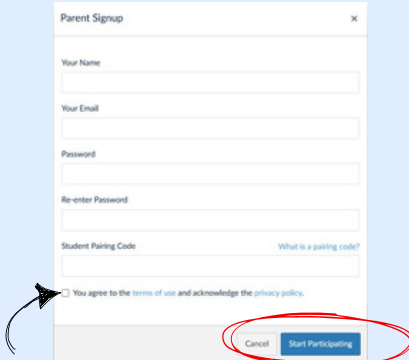 Parent Signup ×
Your Name
Your Email
Password
Re-enter Password
Student Pairing Code What is a pairing code?
You agree to the terms of use and acknowledge the privacy policy.
Cancel Start Participating